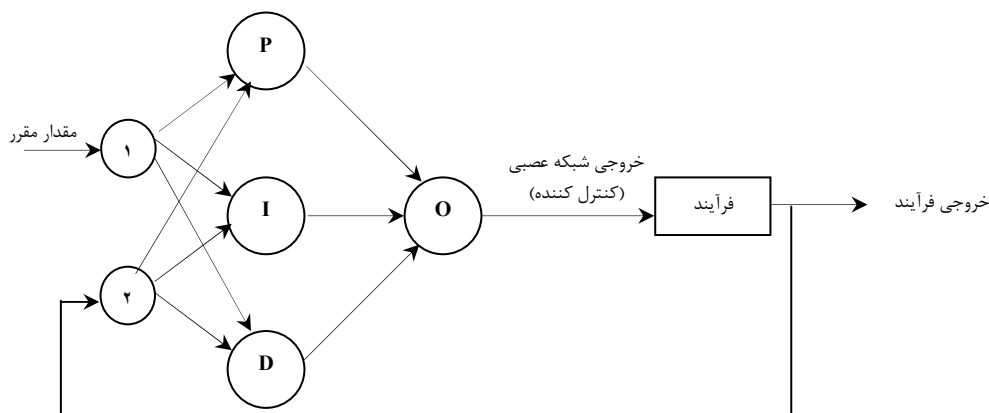 P
مقدار مقرر
۱
خروجی شبکه عصبی
(کنترل کننده)
I
O
فرآیند
خروجی فرآیند
۲
D